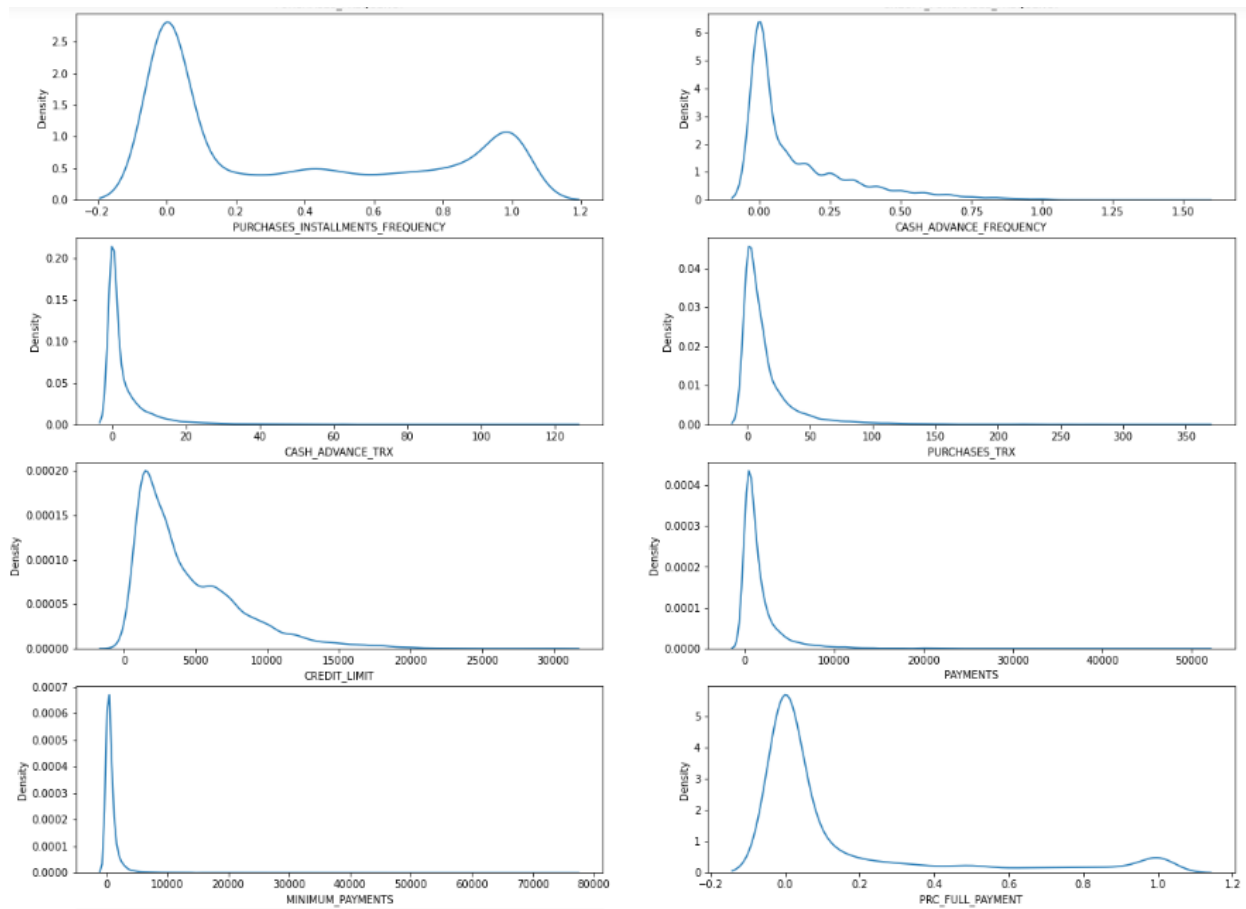 Density
2.5
2.0
1.5
1.0
0.5
0.0
−0.2 0.0 0.2 0.4 0.6 0.8 1.0 1.2
PURCHASES_INSTALLMENTS_FREQUENCY
Density
6
5
4
3
2
1
0
0.00 0.25 0.50 0.75 1.00 1.25 1.50
CASH_ADVANCE_FREQUENCY
Density
0.20
0.15
0.10
0.05
0.00
0 20 40 60 80 100 120
CASH_ADVANCE_TRX
Density
0.04
0.03
0.02
0.01
0.00
0 50 100 150 200 250 300 350
PURCHASES_TRX
Density
0.00020
0.00015
0.00010
0.00005
0.00000
0 5000 10000 15000 20000 25000 30000
CREDIT_LIMIT
Density
0.0004
0.0003
0.0002
0.0001
0.0000
0 10000 20000 30000 40000 50000
PAYMENTS
Density
0.0007
0.0006
0.0005
0.0004
0.0003
0.0002
0.0001
0.0000
0 10000 20000 30000 40000 50000 60000 70000 80000
MINIMUM_PAYMENTS
Density
5
4
3
2
1
0
−0.2 0.0 0.2 0.4 0.6 0.8 1.0 1.2
PRC_FULL_PAYMENT